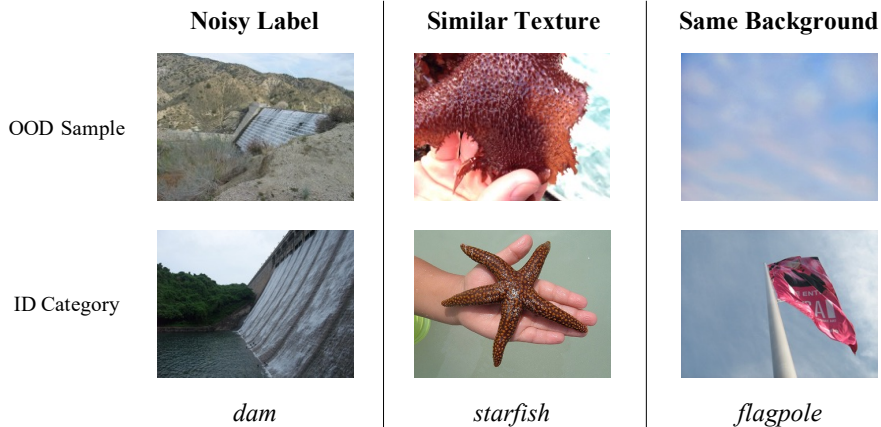 Noisy Label
Similar Texture
Same Background
OOD Sample
ID Category
dam
starfish
flagpole